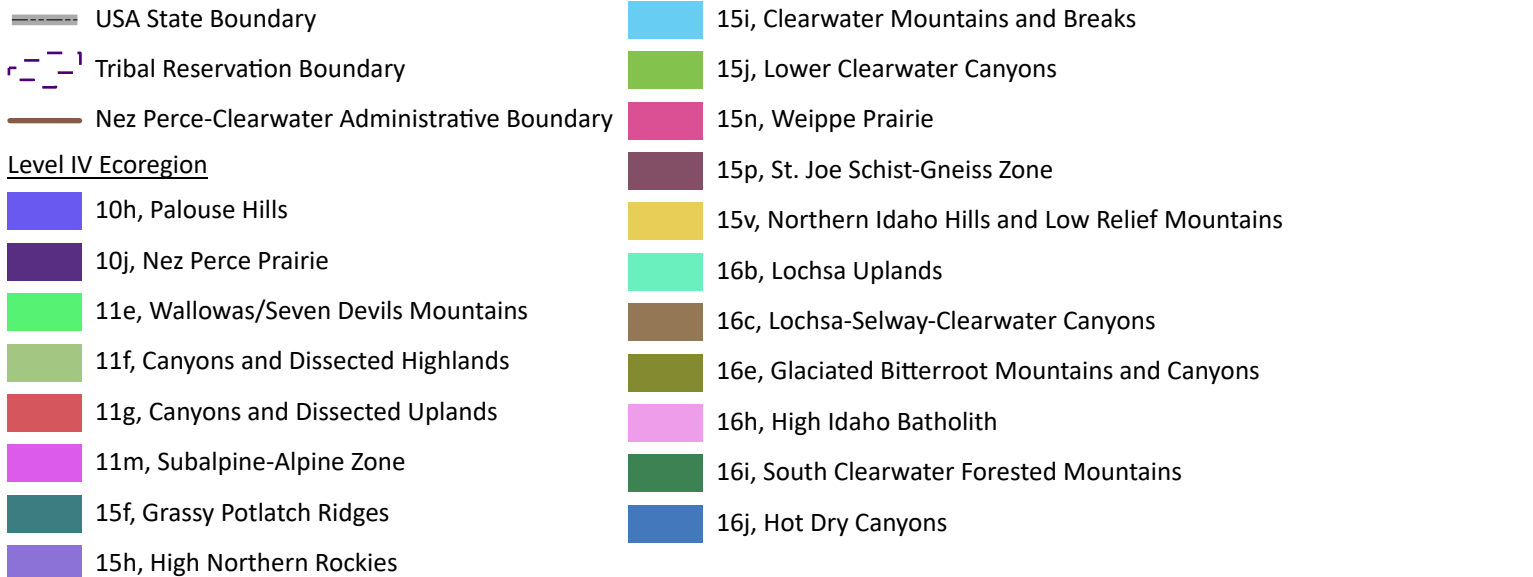 USA State Boundary
Tribal Reservation Boundary
Nez Perce-Clearwater Administrative Boundary
Level IV Ecoregion
10h, Palouse Hills
10j, Nez Perce Prairie
11e, Wallowas/Seven Devils Mountains
11f, Canyons and Dissected Highlands
11g, Canyons and Dissected Uplands
11m, Subalpine-Alpine Zone
15f, Grassy Potlatch Ridges
15h, High Northern Rockies
15i, Clearwater Mountains and Breaks
15j, Lower Clearwater Canyons
15n, Weippe Prairie
15p, St. Joe Schist-Gneiss Zone
15v, Northern Idaho Hills and Low Relief Mountains
16b, Lochsa Uplands
16c, Lochsa-Selway-Clearwater Canyons
16e, Glaciated Bitterroot Mountains and Canyons
16h, High Idaho Batholith
16i, South Clearwater Forested Mountains
16j, Hot Dry Canyons